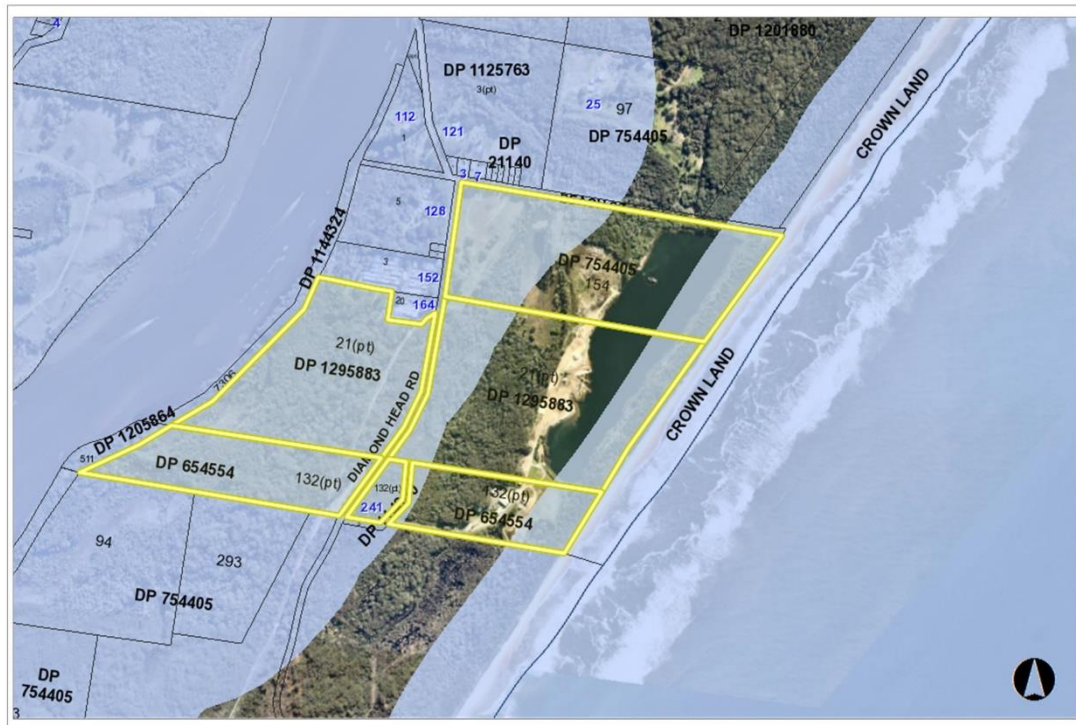 4
DP 1201880
DP 1125763
3(pt)
25
97
DP 754405
112
1
121
DP
21140
CROWN LAND
3
7
5
128
DP 1144324
3
152
20
164
DP 754405
154
21(pt)
DP 1295883
21(pt)
DP 1295883
DIAMOND HEAD RD
CROWN LAND
7306
DP 1205864
511
DP 654554
132(pt)
132(pt)
241
132(pt)
DP 654554
94
293
DP 754405
DP
754405
3